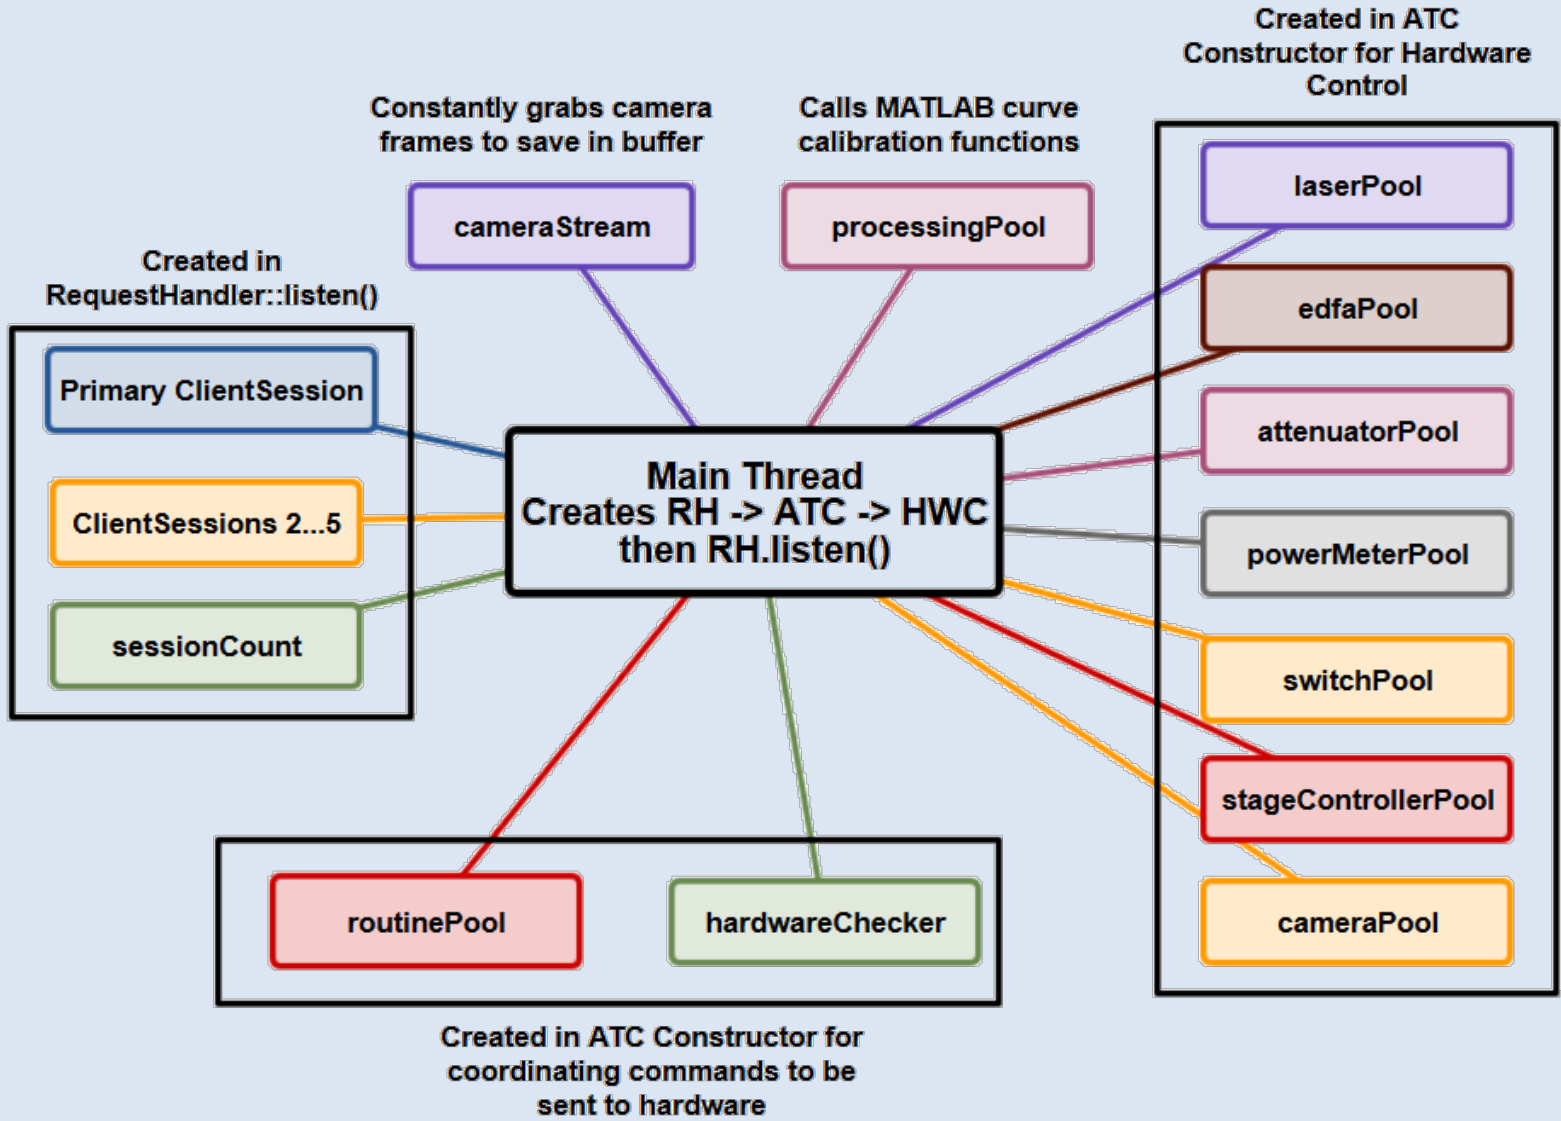 Created in ATC
Constructor for Hardware
Control
Constantly grabs camera
frames to save in buffer
Calls MATLAB curve
calibration functions
cameraStream
processingPool
laserPool
edfaPool
attenuatorPool
powerMeterPool
switchPool
stageControllerPool
cameraPool
Created in
RequestHandler::listen()
Primary ClientSession
ClientSessions 2...5
sessionCount
Main Thread
Creates RH -> ATC -> HWC
then RH.listen()
routinePool
hardwareChecker
Created in ATC Constructor for
coordinating commands to be
sent to hardware